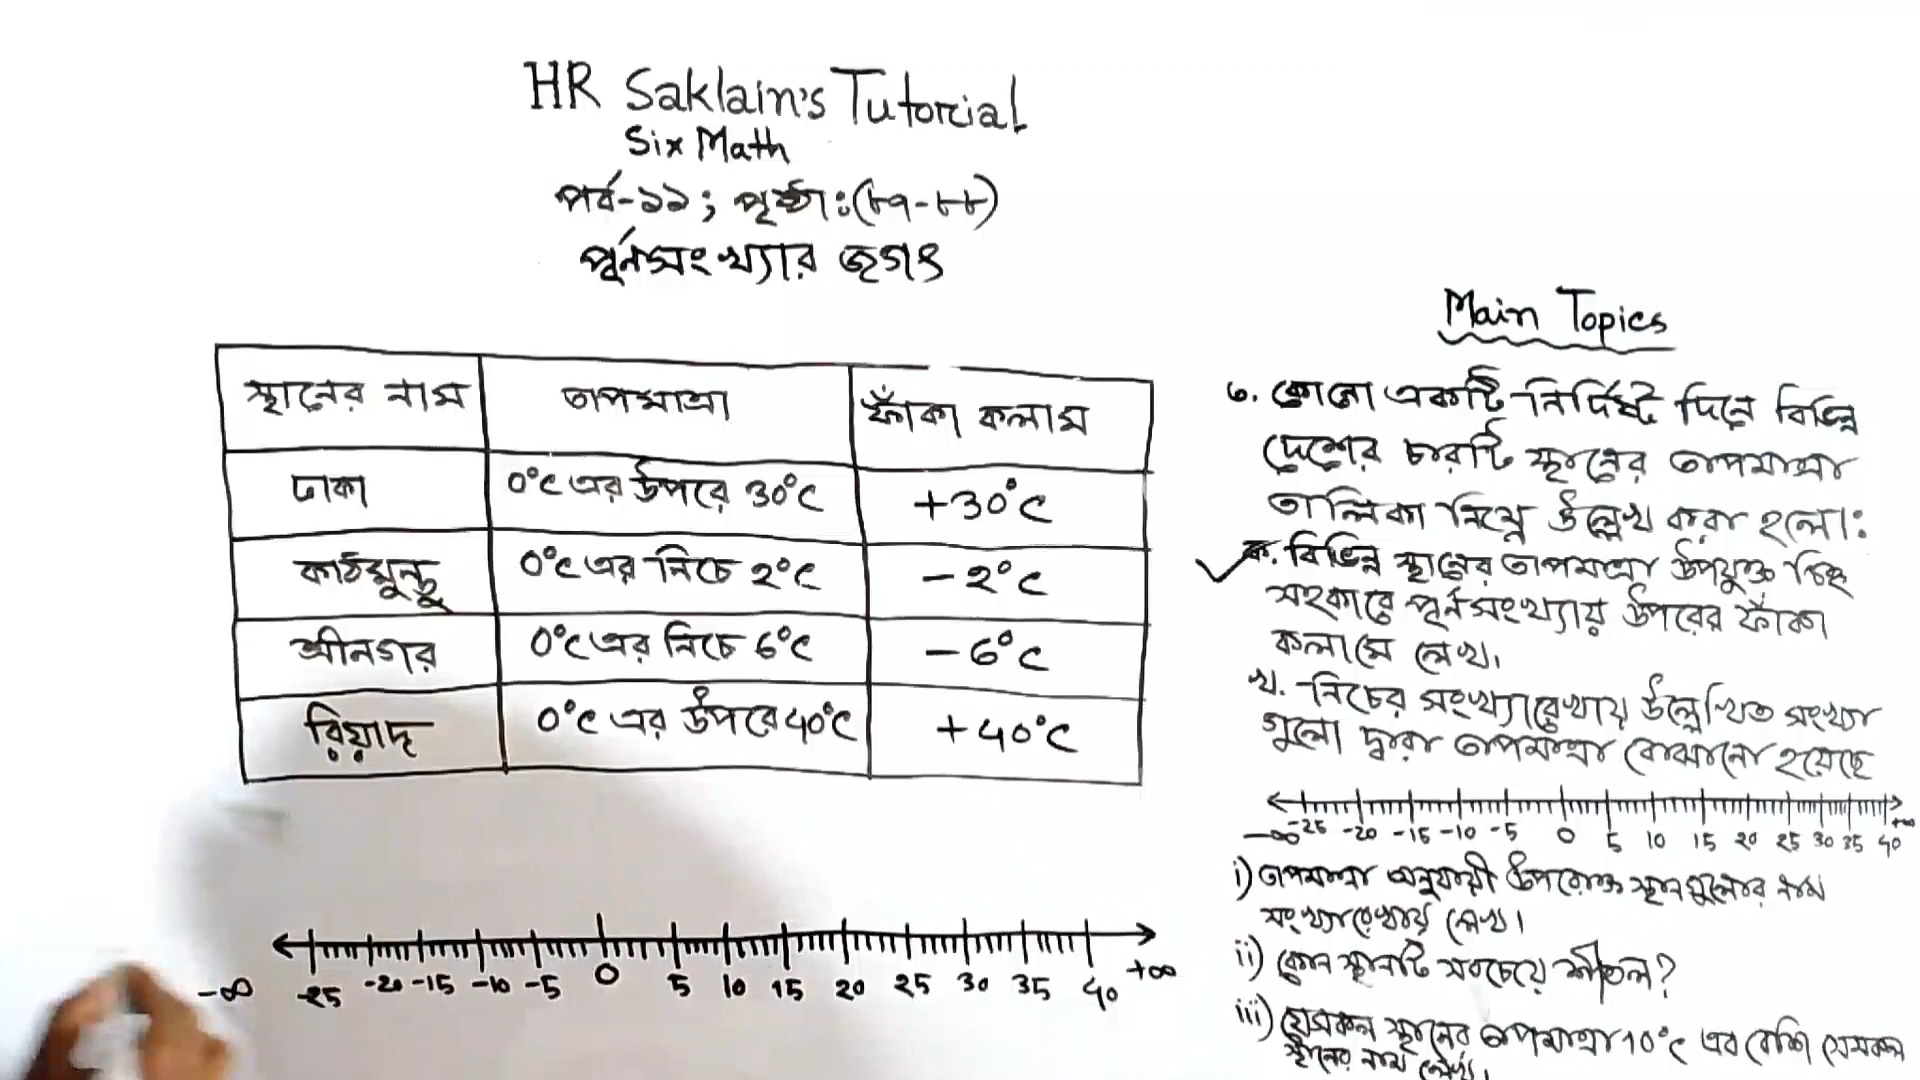 HR Saklain's Tutorial
Six Math
পর্ব-১১; পৃষ্ঠা:(৮৭-৮৮)
পূর্নসংখ্যার জগৎ
স্থানের নাম তাপমাত্রা ফাঁকা কলাম
ঢাকা 0°C এর উপরে 30°C +30°C
কাঠমুন্ডু 0°C এর নিচে 2°C -2°C
শ্রীনগর 0°C এর নিচে 6°C -6°C
রিয়াদ 0°C এর উপরে 40°C +40°C
-25 -20 -15 -10 -5 0 5 10 15 20 25 30 35 40
-∞ +∞
Main Topics
৩. কোনো একটি নির্দিষ্ট দিনে বিভিন্ন
দেশের চারটি স্থানের তাপমাত্রা
তালিকা নিম্নে উল্লেখ করা হলো:
ক. বিভিন্ন স্থানের তাপমাত্রা উপযুক্ত চিহ্ন
সহকারে পূর্নসংখ্যায় উপরের ফাঁকা
কলামে লেখ।
খ. নিচের সংখ্যারেখায় উল্লেখিত সংখ্যা
গুলো দ্বারা তাপমাত্রা বোঝানো হয়েছে
-∞ -25 -20 -15 -10 -5 0 5 10 15 20 25 30 35 40 +∞
i) তাপমাত্রা অনুযায়ী উপরোক্ত স্থানগুলোর নাম
সংখ্যারেখায় লেখ।
ii) কোন স্থানটি সবচেয়ে শীতল?
iii) যেসকল স্থানের তাপমাত্রা 10°C এর বেশি সেসকল
স্থানের নাম লেখ।